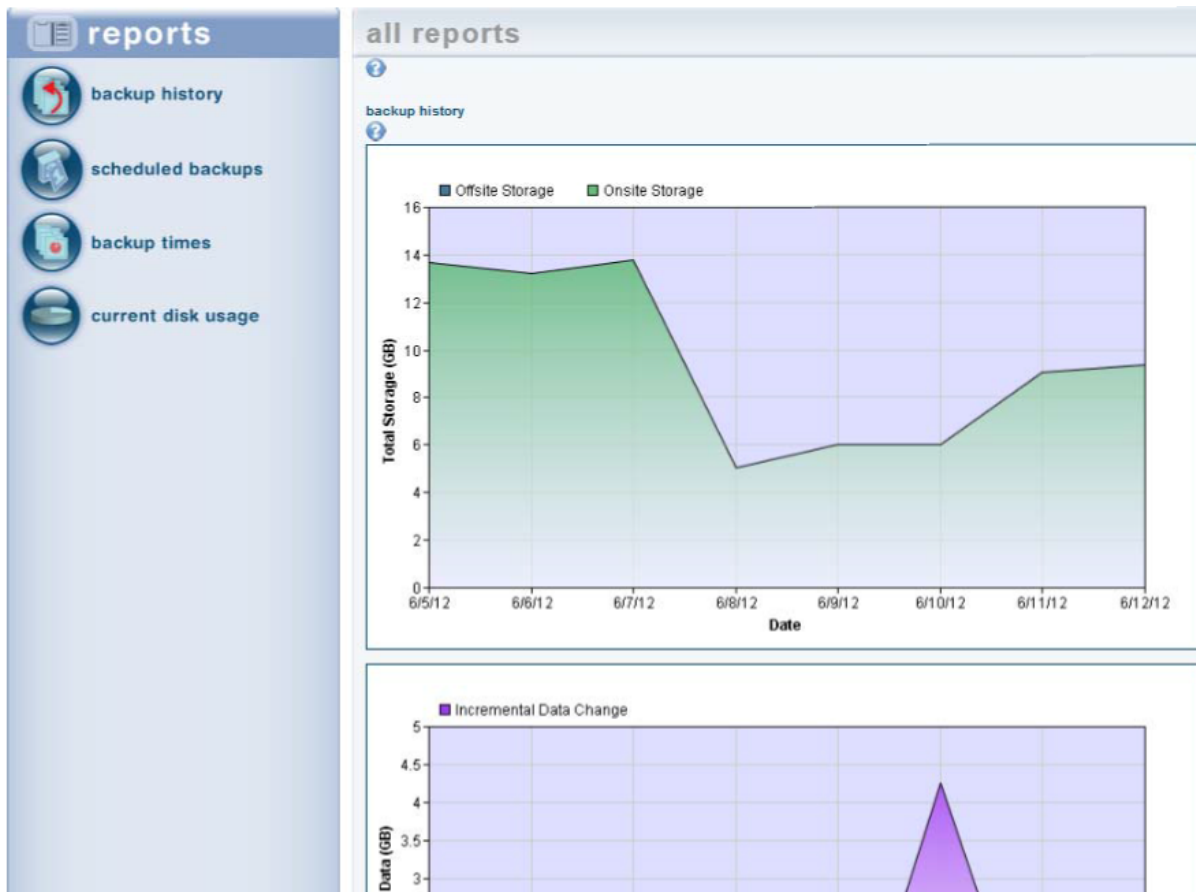 reports
backup history
scheduled backups
backup times
current disk usage
all reports
?
backup history
?
Offsite Storage Onsite Storage
Total Storage (GB)
16
14
12
10
8
6
4
2
0
6/5/12 6/6/12 6/7/12 6/8/12 6/9/12 6/10/12 6/11/12 6/12/12
Date
Incremental Data Change
Data (GB)
5
4.5
4
3.5
3